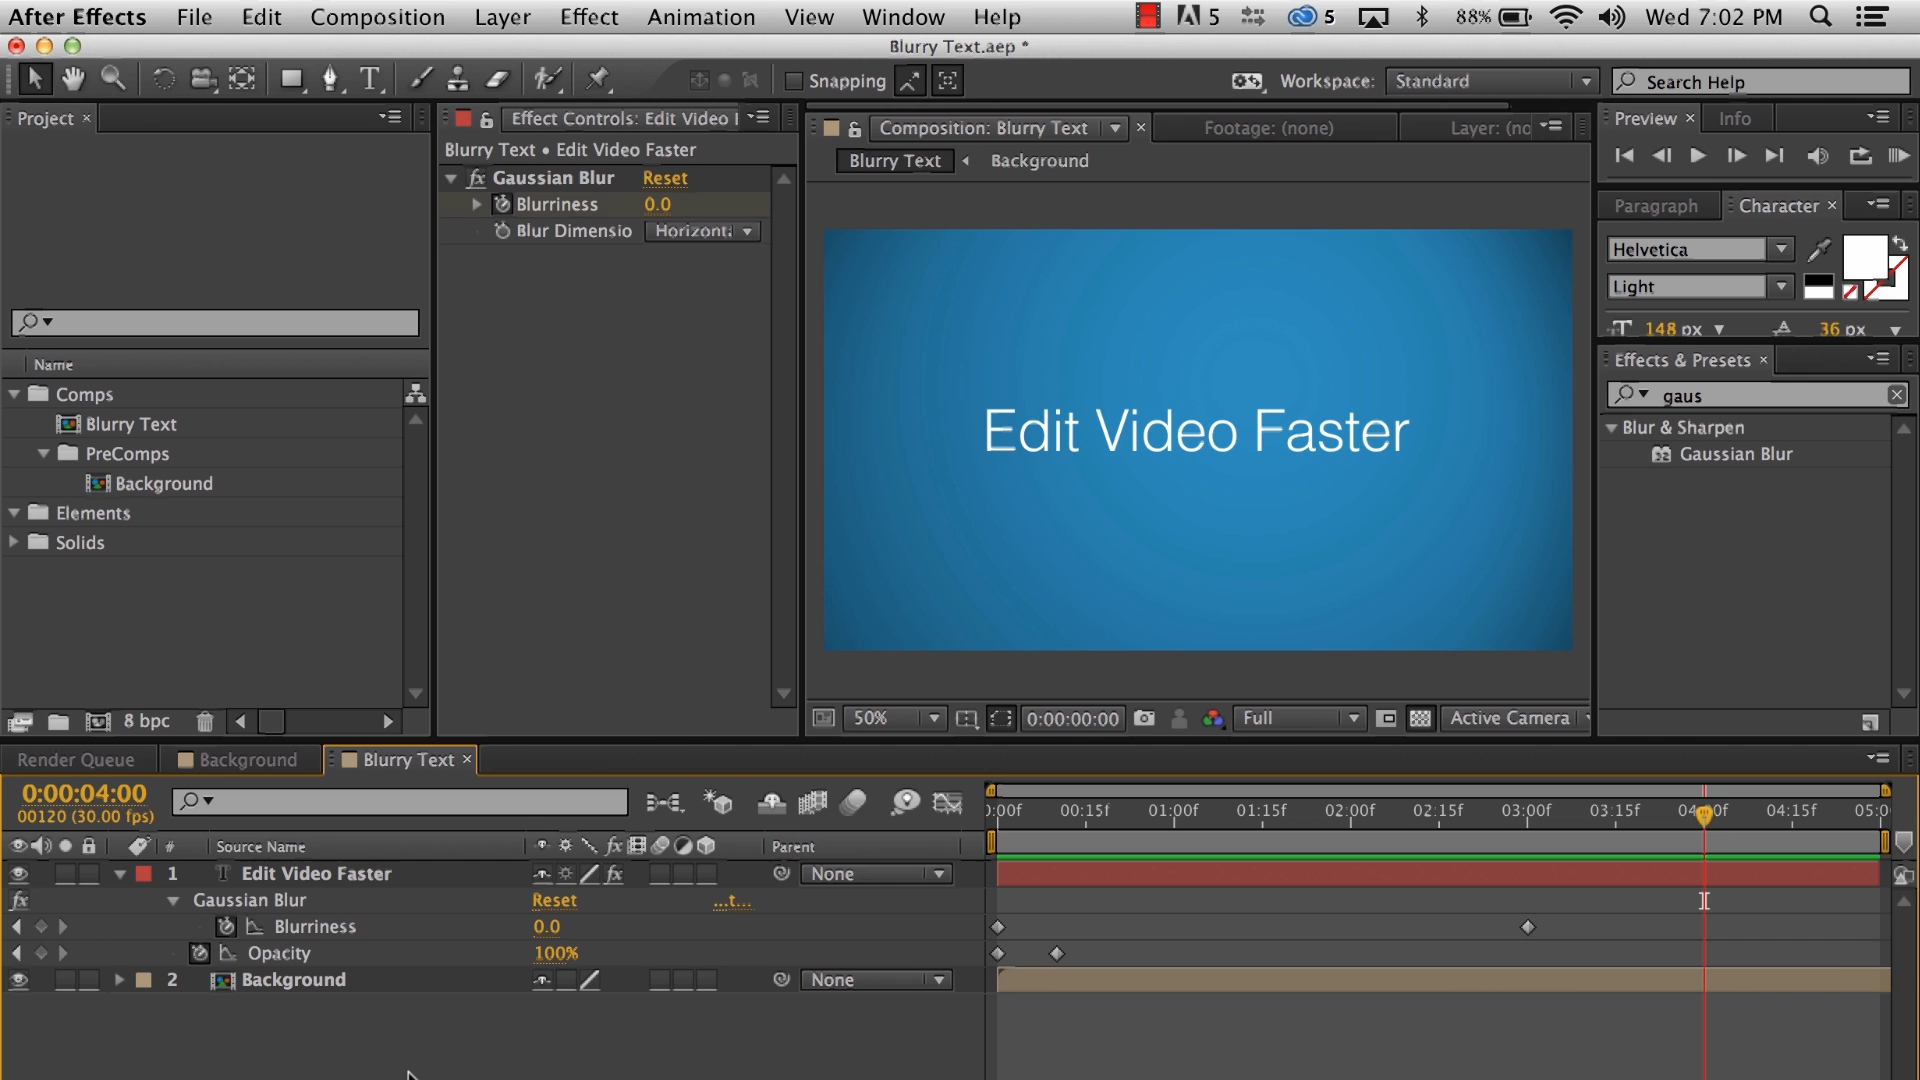 After Effects File Edit Composition Layer Effect Animation View Window Help 5 5 88% Wed 7:02 PM
Blurry Text.aep *
T Snapping Workspace: Standard Search Help
Project × Effect Controls: Edit Video Composition: Blurry Text × Footage: (none) Layer: (no Preview × Info
Blurry Text • Edit Video Faster
Blurry Text Background
fx Gaussian Blur Reset
Blurriness 0.0
Blur Dimensio Horizont
Paragraph Character ×
Helvetica
Light
148 px 36 px
Effects & Presets ×
gaus
Blur & Sharpen
Gaussian Blur
Edit Video Faster
Name
Comps
Blurry Text
PreComps
Background
Elements
Solids
8 bpc
50% 0:00:00:00 Full Active Camera
Render Queue Background Blurry Text ×
0:00:04:00
00120 (30.00 fps)
:00f 00:15f 01:00f 01:15f 02:00f 02:15f 03:00f 03:15f 04:00f 04:15f 05:0
# Source Name fx Parent
1 T Edit Video Faster fx None
fx Gaussian Blur Reset ...t...
Blurriness 0.0
Opacity 100%
2 Background None